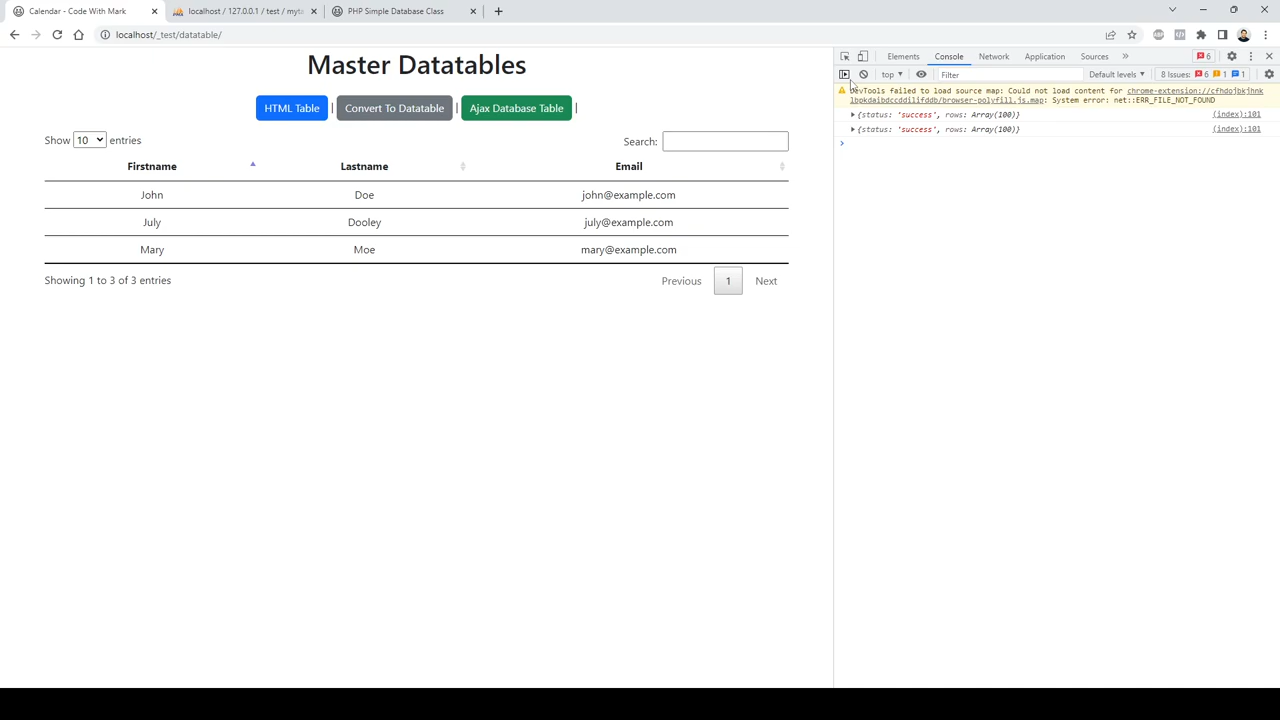 Calendar - Code With Mark
localhost / 127.0.0.1 / test / myta
PHP Simple Database Class
localhost/_test/datatable/
Master Datatables
HTML Table | Convert To Datatable | Ajax Database Table |
Show 10 entries
Search:
Firstname Lastname Email
John Doe john@example.com
July Dooley july@example.com
Mary Moe mary@example.com
Showing 1 to 3 of 3 entries
Previous 1 Next
Elements Console Network Application Sources » 6
top Filter Default levels 8 Issues: 6 1 1
DevTools failed to load source map: Could not load content for chrome-extension://cfhdojbkjhnk
lbpkdaibdccddilifddb/browser-polyfill.js.map: System error: net::ERR_FILE_NOT_FOUND
{status: 'success', rows: Array(100)} (index):101
{status: 'success', rows: Array(100)} (index):101